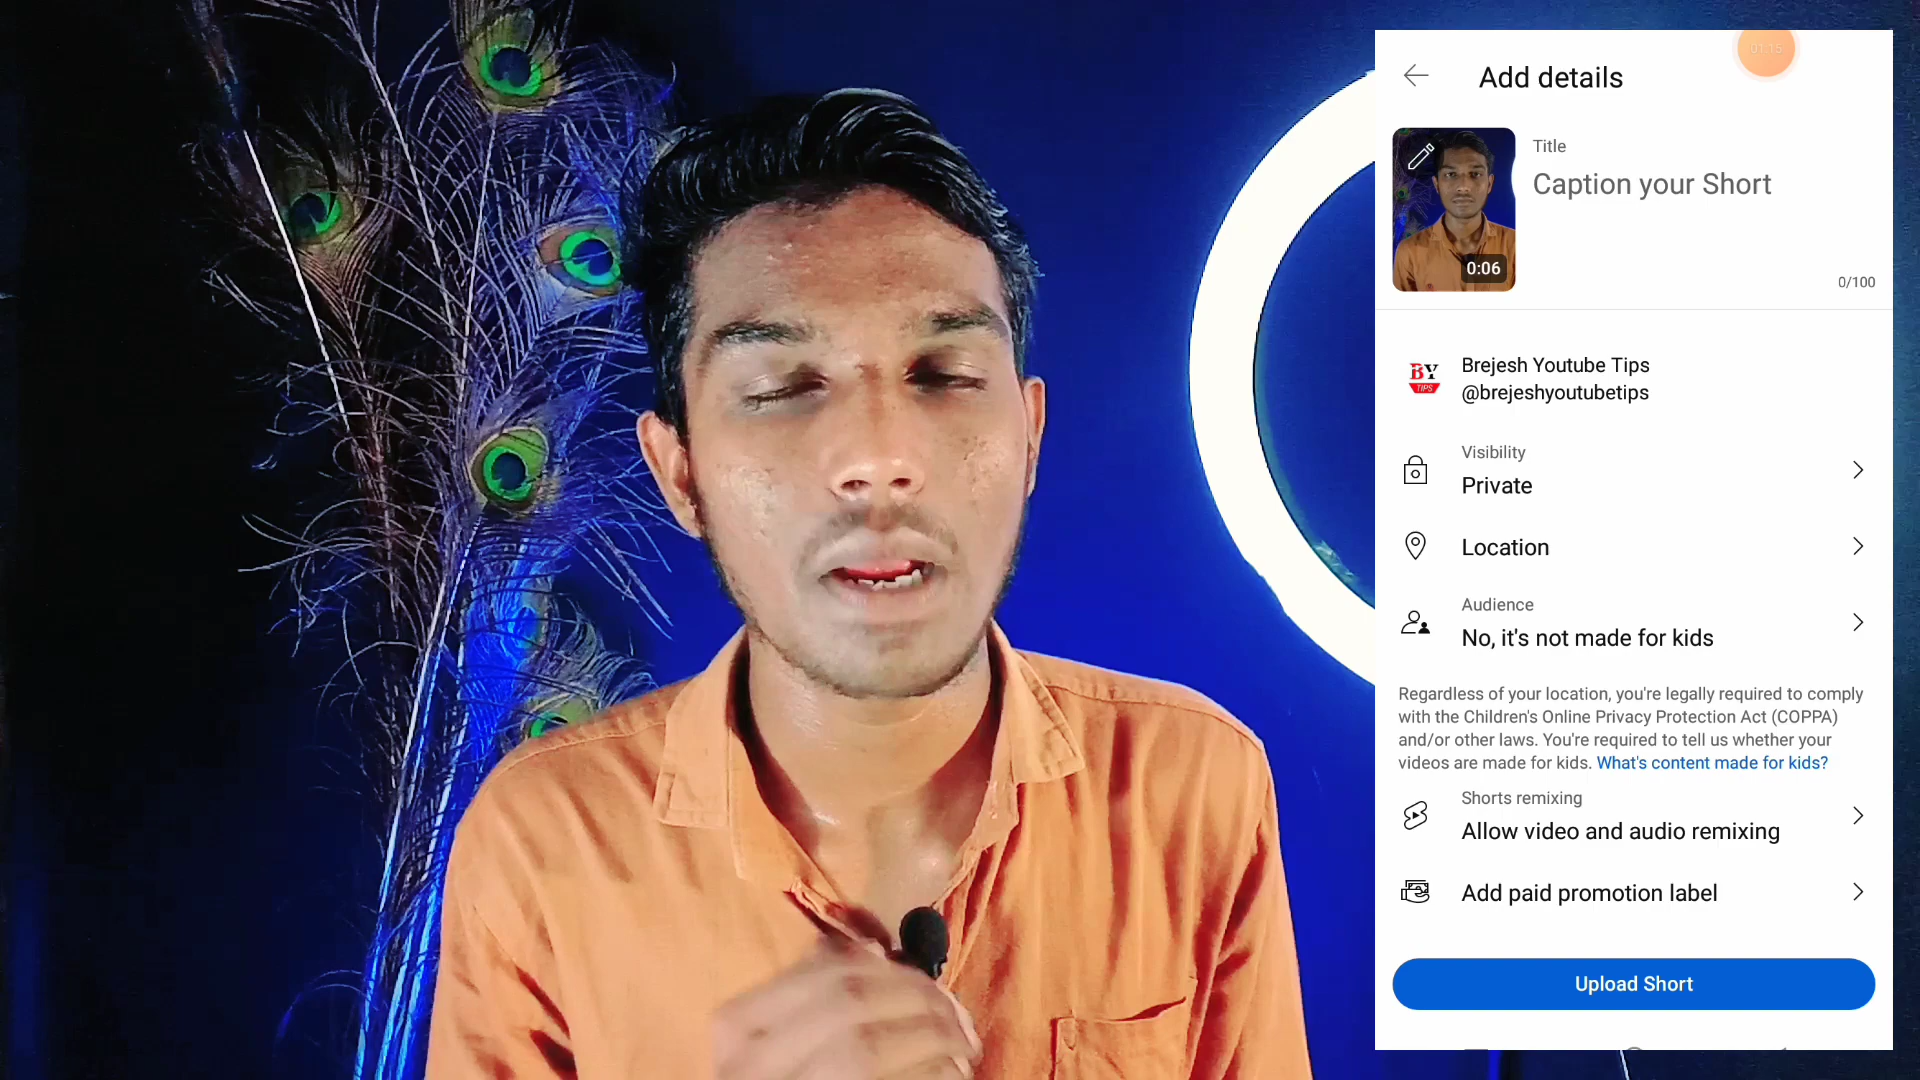 01:15
Add details
Title
Caption your Short
0:06
0/100
BY
TIPS
Brejesh Youtube Tips
@brejeshyoutubetips
Visibility
Private
Location
Audience
No, it's not made for kids
Regardless of your location, you're legally required to comply
with the Children's Online Privacy Protection Act (COPPA)
and/or other laws. You're required to tell us whether your
videos are made for kids. What's content made for kids?
Shorts remixing
Allow video and audio remixing
Add paid promotion label
Upload Short